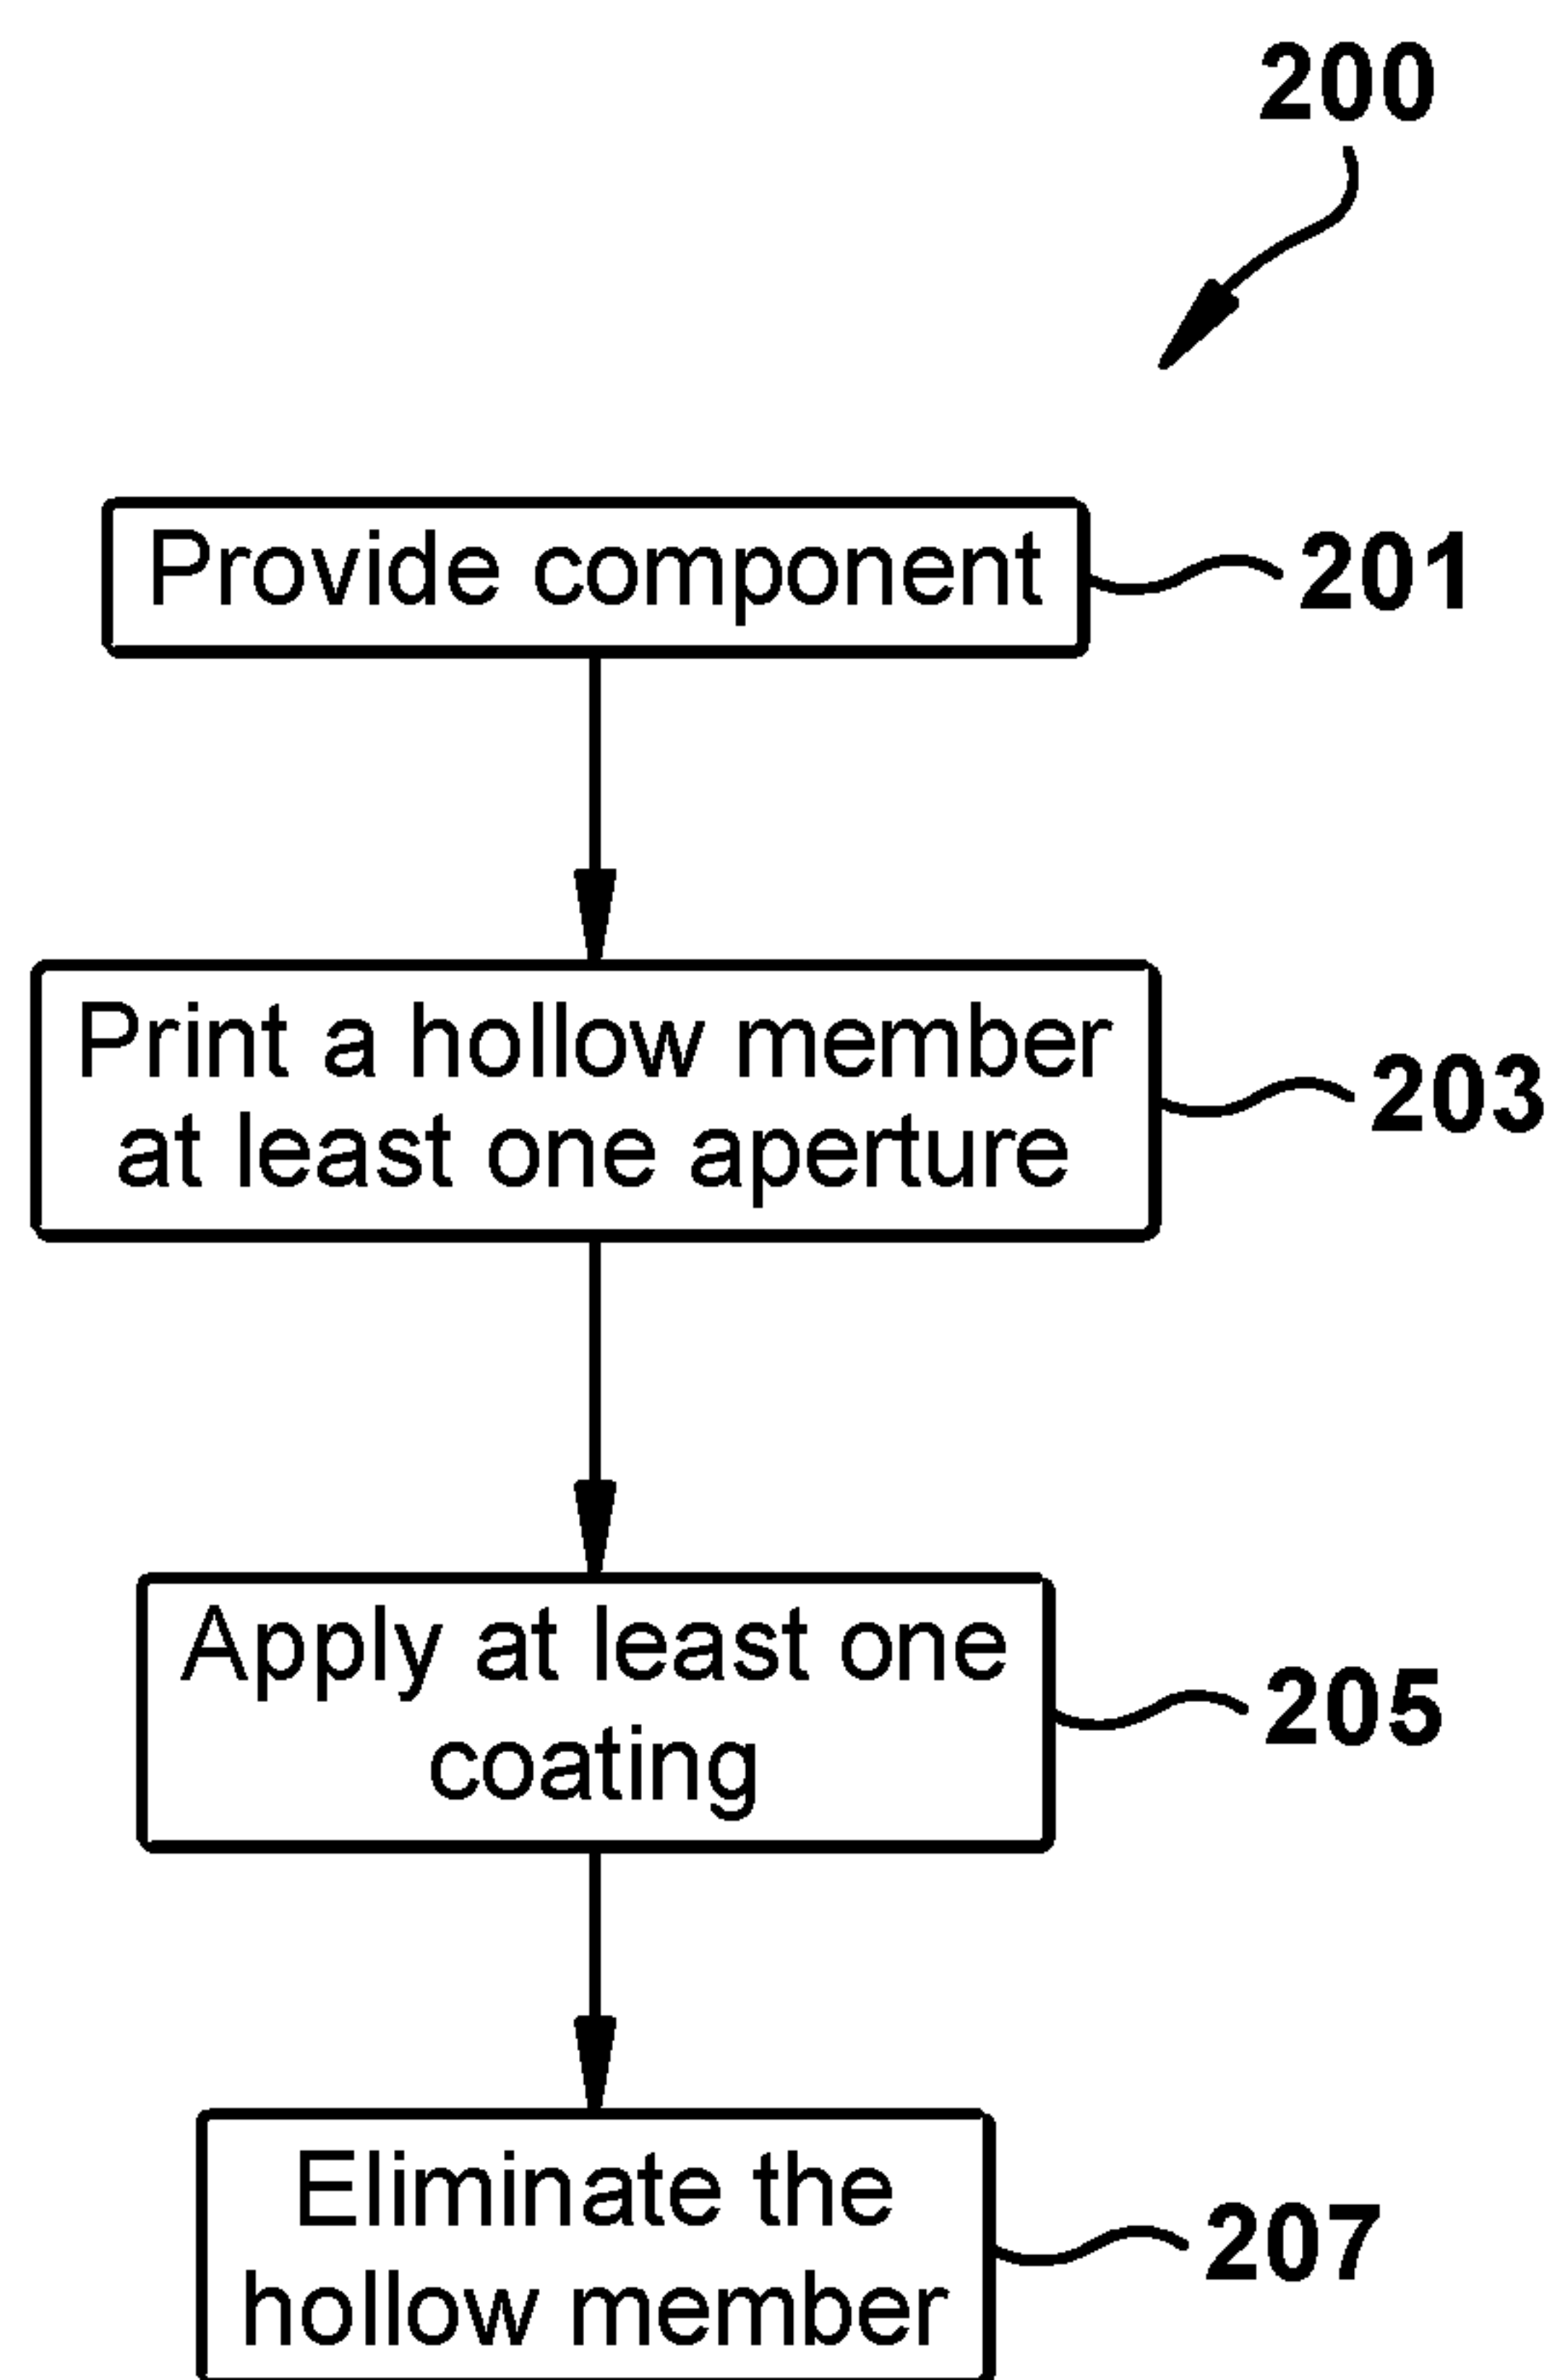 200
Provide component
201
Print a hollow member
at least one aperture
203
Apply at least one
coating
205
Eliminate the
hollow member
207